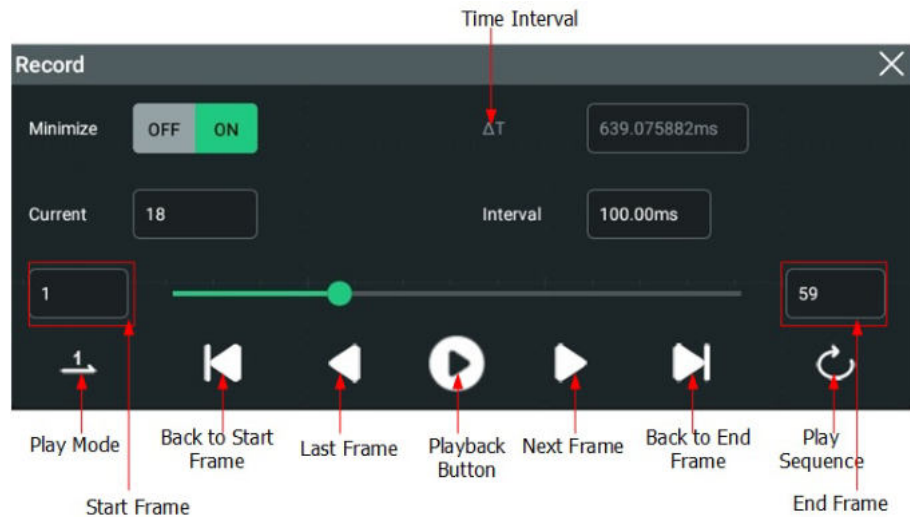 Time Interval
Record
Minimize
OFF ON
ΔT
639.075882ms
Current
18
Interval
100.00ms
1
59
1
Play Mode
Back to Start
Frame
Last Frame
Playback
Button
Next Frame
Back to End
Frame
Play
Sequence
Start Frame
End Frame